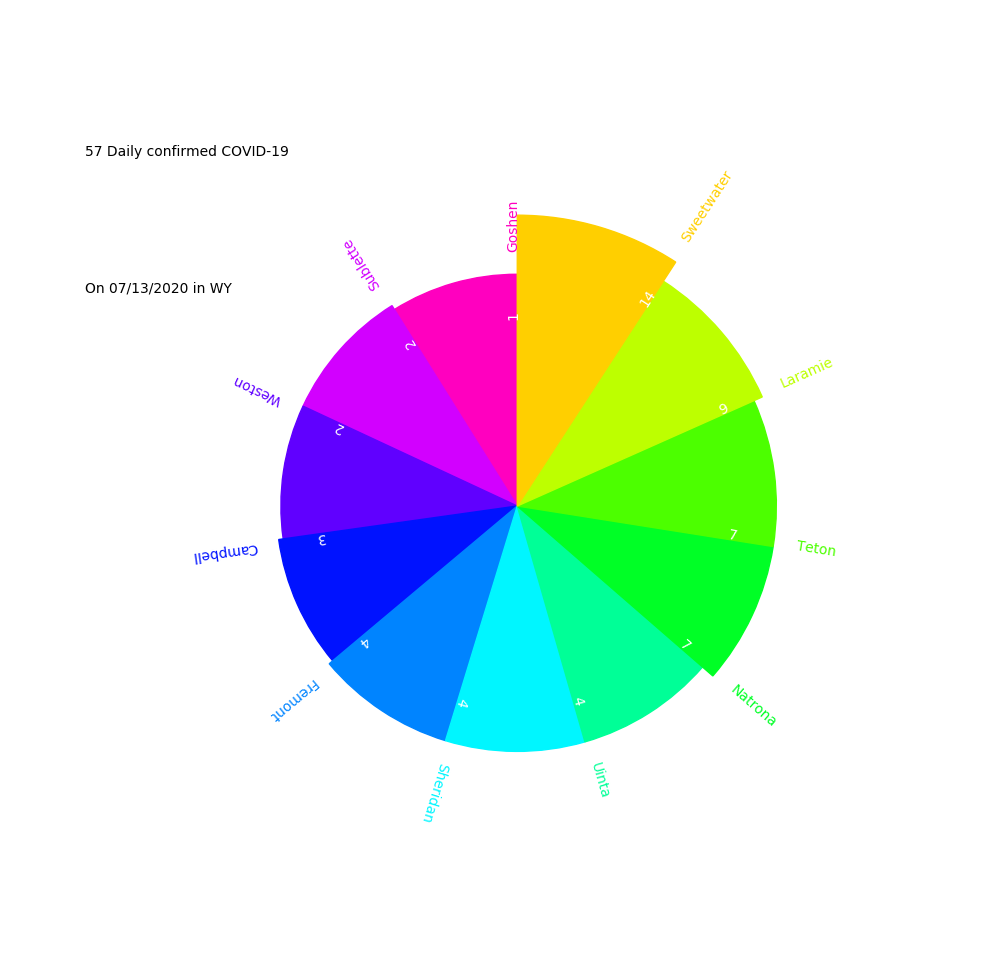 57 Daily confirmed COVID-19
On 07/13/2020 in WY
Sweetwater
14
Laramie
9
Teton
7
Natrona
7
Uinta
4
Sheridan
4
Fremont
4
Campbell
3
Weston
2
Sublette
2
Goshen
1